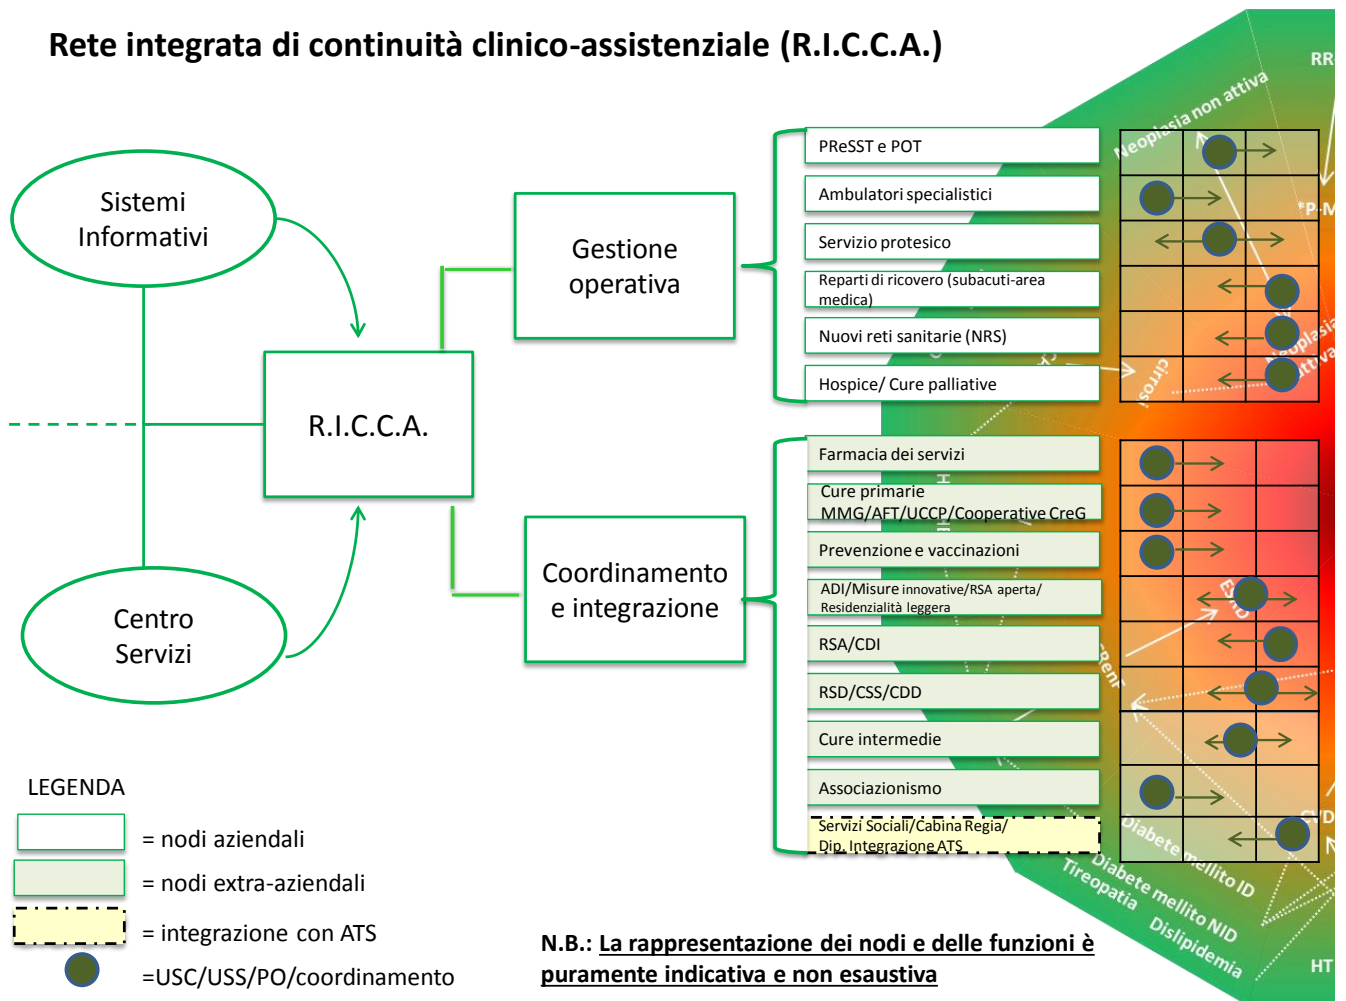 Rete integrata di continuità clinico-assistenziale (R.I.C.C.A.)
Sistemi
Informativi
R.I.C.C.A.
Centro
Servizi
Gestione
operativa
Coordinamento
e integrazione
PReSST e POT
Ambulatori specialistici
Servizio protesico
Reparti di ricovero (subacuti-area
medica)
Nuovi reti sanitarie (NRS)
Hospice/ Cure palliative
Farmacia dei servizi
Cure primarie
MMG/AFT/UCCP/Cooperative CreG
Prevenzione e vaccinazioni
ADI/Misure innovative/RSA aperta/
Residenzialità leggera
RSA/CDI
RSD/CSS/CDD
Cure intermedie
Associazionismo
Servizi Sociali/Cabina Regia/
Dip. Integrazione ATS
Neoplasia non attiva
Neoplasia
attiva
cirrosi
ESRD
Diabete mellito ID
Diabete mellito NID
Tireopatia
Dislipidemia
HT
LEGENDA
= nodi aziendali
= nodi extra-aziendali
= integrazione con ATS
=USC/USS/PO/coordinamento
N.B.: La rappresentazione dei nodi e delle funzioni è
puramente indicativa e non esaustiva